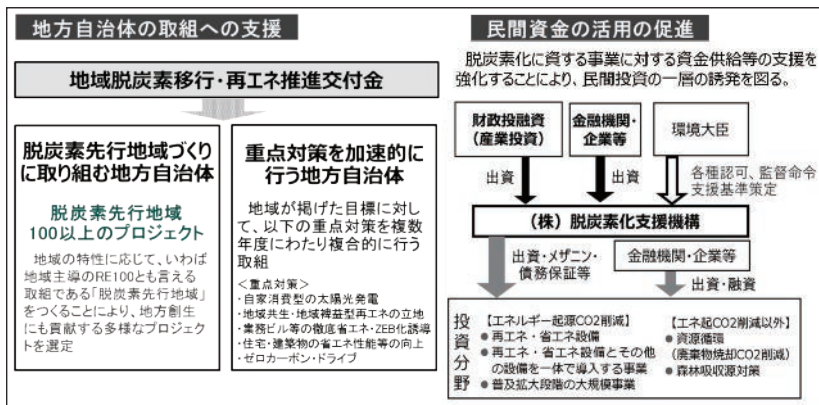 地方自治体の取組への支援
地域脱炭素移行・再エネ推進交付金
脱炭素先行地域づくり
に取り組む地方自治体
脱炭素先行地域
100以上のプロジェクト
地域の特性に応じて、いわば
地域主導のRE100とも言える
取組である「脱炭素先行地域」
をつくることにより、地方創生
にも貢献する多様なプロジェク
トを選定
重点対策を加速的に
行う地方自治体
地域が掲げた目標に対し
て、以下の重点対策を複数
年度にわたり複合的に行う
取組
＜重点対策＞
・自家消費型の太陽光発電
・地域共生・地域裨益型再エネの立地
・業務ビル等の徹底省エネ・ZEB化誘導
・住宅・建築物の省エネ性能等の向上
・ゼロカーボン・ドライブ
民間資金の活用の促進
脱炭素化に資する事業に対する資金供給等の支援を
強化することにより、民間投資の一層の誘発を図る。
財政投融資
（産業投資）
金融機関・
企業等
環境大臣
出資
出資
各種認可、監督命令
支援基準策定
（株）脱炭素化支援機構
出資・メザニン・
債務保証等
金融機関・企業等
出資・融資
投資分野
【エネルギー起源CO2削減】
●再エネ・省エネ設備
●再エネ・省エネ設備とその他
の設備を一体で導入する事業
●普及拡大段階の大規模事業
【エネ起CO2削減以外】
●資源循環
（廃棄物焼却CO2削減）
●森林吸収源対策